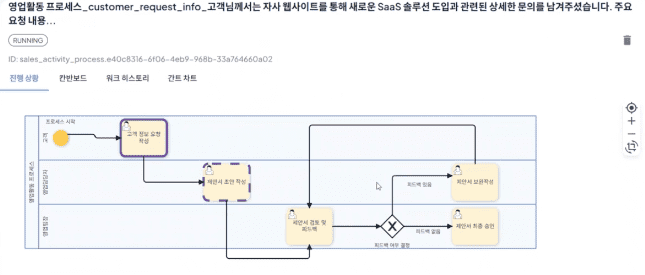 영업활동 프로세스_customer_request_info_고객님께서는 자사 웹사이트를 통해 새로운 SaaS 솔루션 도입과 관련된 상세한 문의를 남겨주셨습니다. 주요
요청 내용...
RUNNING
ID: sales_activity_process.e40c8316-6f06-4eb9-968b-33a764660a02
진행 상황 칸반보드 워크 히스토리 간트 차트
프로세스 시작
고객
고객 정보 요청
작성
영업활동 프로세스
영업담당자
제안서 초안 작성
제안서 보완작성
피드백 있음
영업팀장
제안서 검토 및
피드백
X
피드백 없음
제안서 최종 승인
피드백 여부 결정